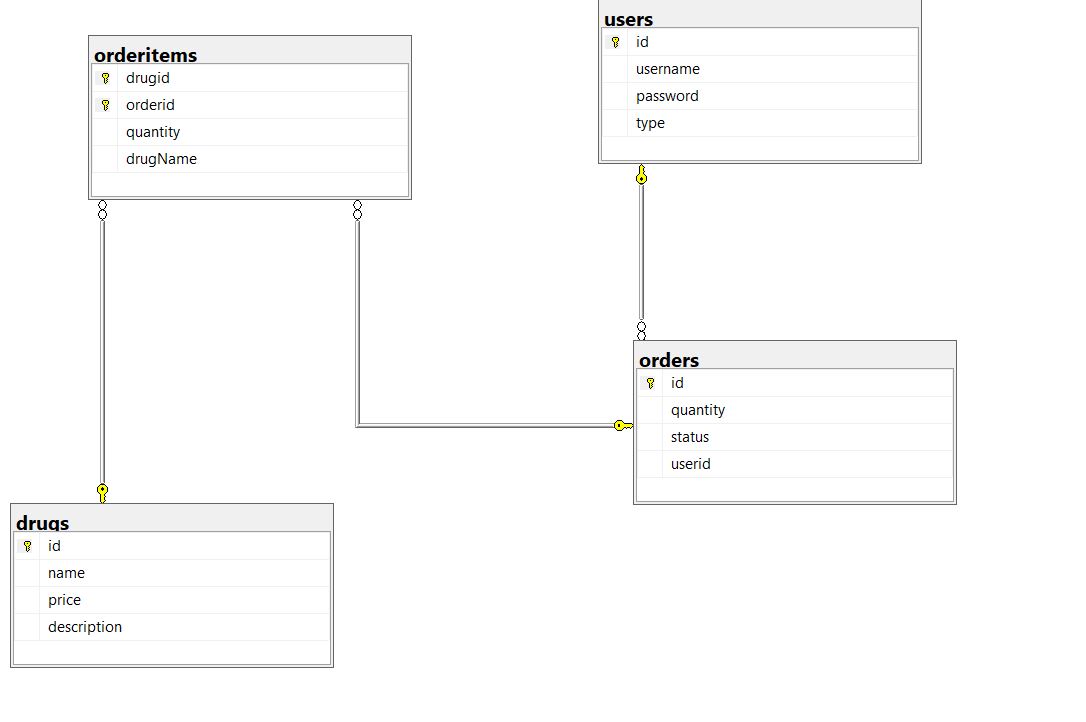 orderitems
drugid
orderid
quantity
drugName
users
id
username
password
type
orders
id
quantity
status
userid
drugs
id
name
price
description